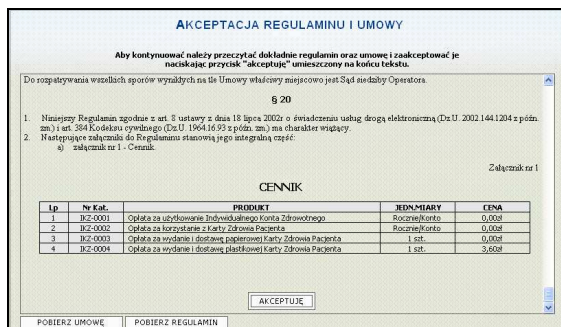 AKCEPTACJA REGULAMINU I UMOWY
Aby kontynuować należy przeczytać dokładnie regulamin oraz umowę i zaakceptować je
naciskając przycisk "akceptuję" umieszczony na końcu tekstu.
Do rozpatrywania wszelkich sporów wynikłych na tle Umowy właściwy miejscowo jest Sąd siedziby Operatora.
§ 20
1. Niniejszy Regulamin zgodnie z art. 8 ustawy z dnia 18 lipca 2002r o świadczeniu usług drogą elektroniczną (Dz.U. 2002.144.1204 z późn.
zm.) i art. 384 Kodeksu cywilnego (Dz.U. 1964.16.93 z późn. zm.) ma charakter wiążący.
2. Następujące załączniki do Regulaminu stanowią jego integralną część:
a) załącznik nr 1 - Cennik.
Załącznik nr 1
CENNIK
Lp Nr Kat. PRODUKT JEDN.MIARY CENA
1 IKZ-0001 Opłata za użytkowanie Indywidualnego Konta Zdrowotnego Rocznie/Konto 0,00zł
2 IKZ-0002 Opłata za korzystanie z Karty Zdrowia Pacjenta Rocznie/Konto 0,00zł
3 IKZ-0003 Opłata za wydanie i dostawę papierowej Karty Zdrowia Pacjenta 1 szt. 0,00zł
4 IKZ-0004 Opłata za wydanie i dostawę plastikowej Karty Zdrowia Pacjenta 1 szt. 3,60zł
AKCEPTUJĘ
POBIERZ UMOWĘ POBIERZ REGULAMIN